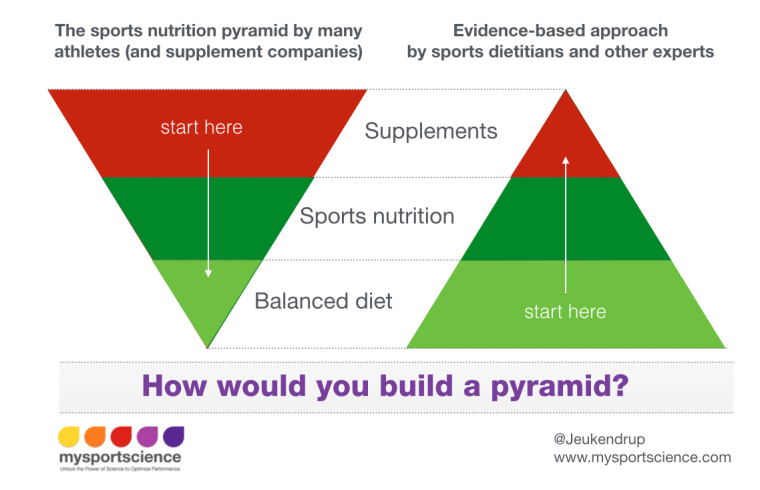 The sports nutrition pyramid by many
athletes (and supplement companies)
Evidence-based approach
by sports dietitians and other experts
start here
Supplements
Sports nutrition
Balanced diet
start here
How would you build a pyramid?
mysportscience
Unlock the Power of Science to Optimize Performance
@Jeukendrup
www.mysportscience.com